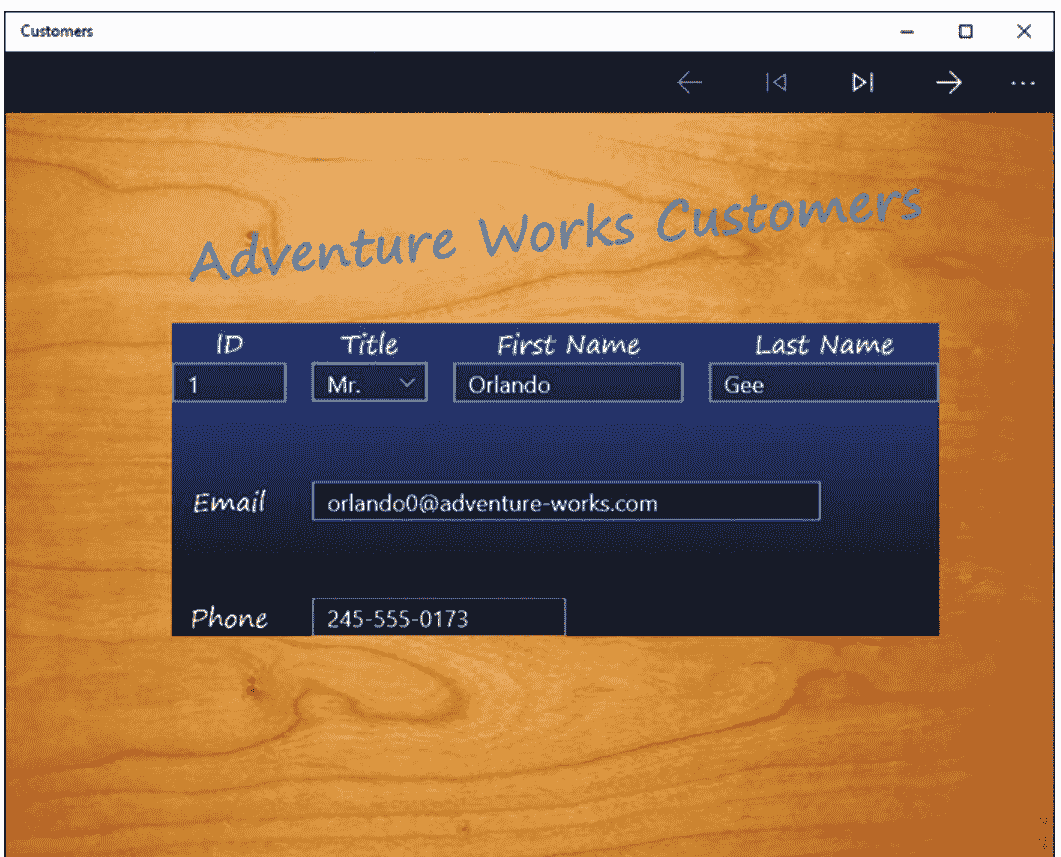 Customers
Adventure Works Customers
ID Title First Name Last Name
1 Mr. Orlando Gee
Email orlando0@adventure-works.com
Phone 245-555-0173